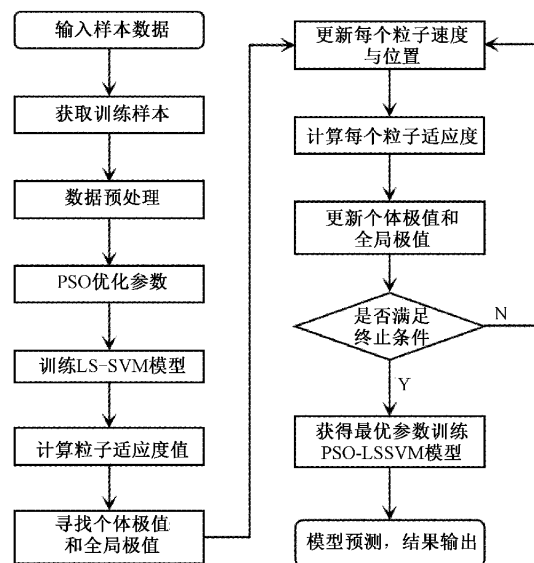 输入样本数据
获取训练样本
数据预处理
PSO优化参数
训练LS-SVM模型
计算粒子适应度值
寻找个体极值
和全局极值
更新每个粒子速度
与位置
计算每个粒子适应度
更新个体极值和
全局极值
是否满足
终止条件
N
Y
获得最优参数训练
PSO-LSSVM模型
模型预测，结果输出